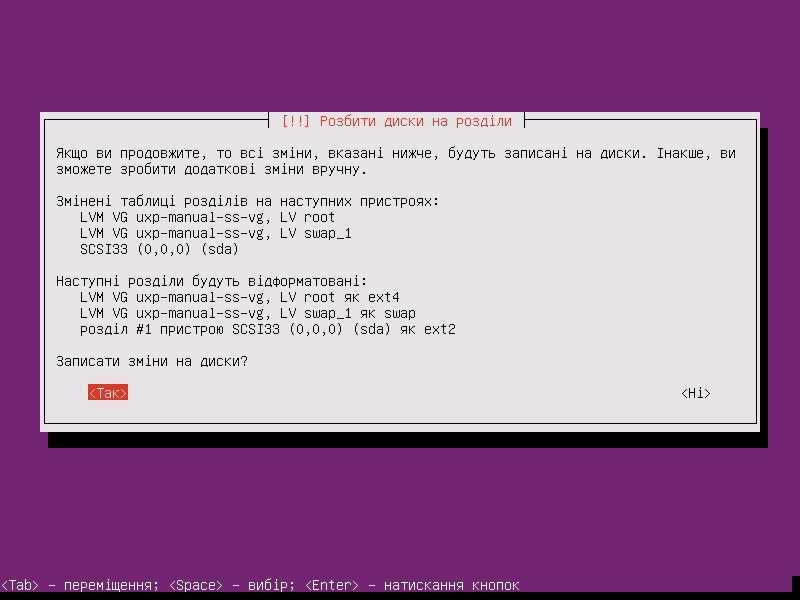 [!!] Розбити диски на розділи
Якщо ви продовжите, то всі зміни, вказані нижче, будуть записані на диски. Інакше, ви
зможете зробити додаткові зміни вручну.
Змінені таблиці розділів на наступних пристроях:
LVM VG uxp-manual-ss-vg, LV root
LVM VG uxp-manual-ss-vg, LV swap_1
SCSI33 (0,0,0) (sda)
Наступні розділи будуть відформатовані:
LVM VG uxp-manual-ss-vg, LV root як ext4
LVM VG uxp-manual-ss-vg, LV swap_1 як swap
розділ #1 пристрою SCSI33 (0,0,0) (sda) як ext2
Записати зміни на диски?
<Так> <Ні>
<Tab> – переміщення; <Space> – вибір; <Enter> – натискання кнопок